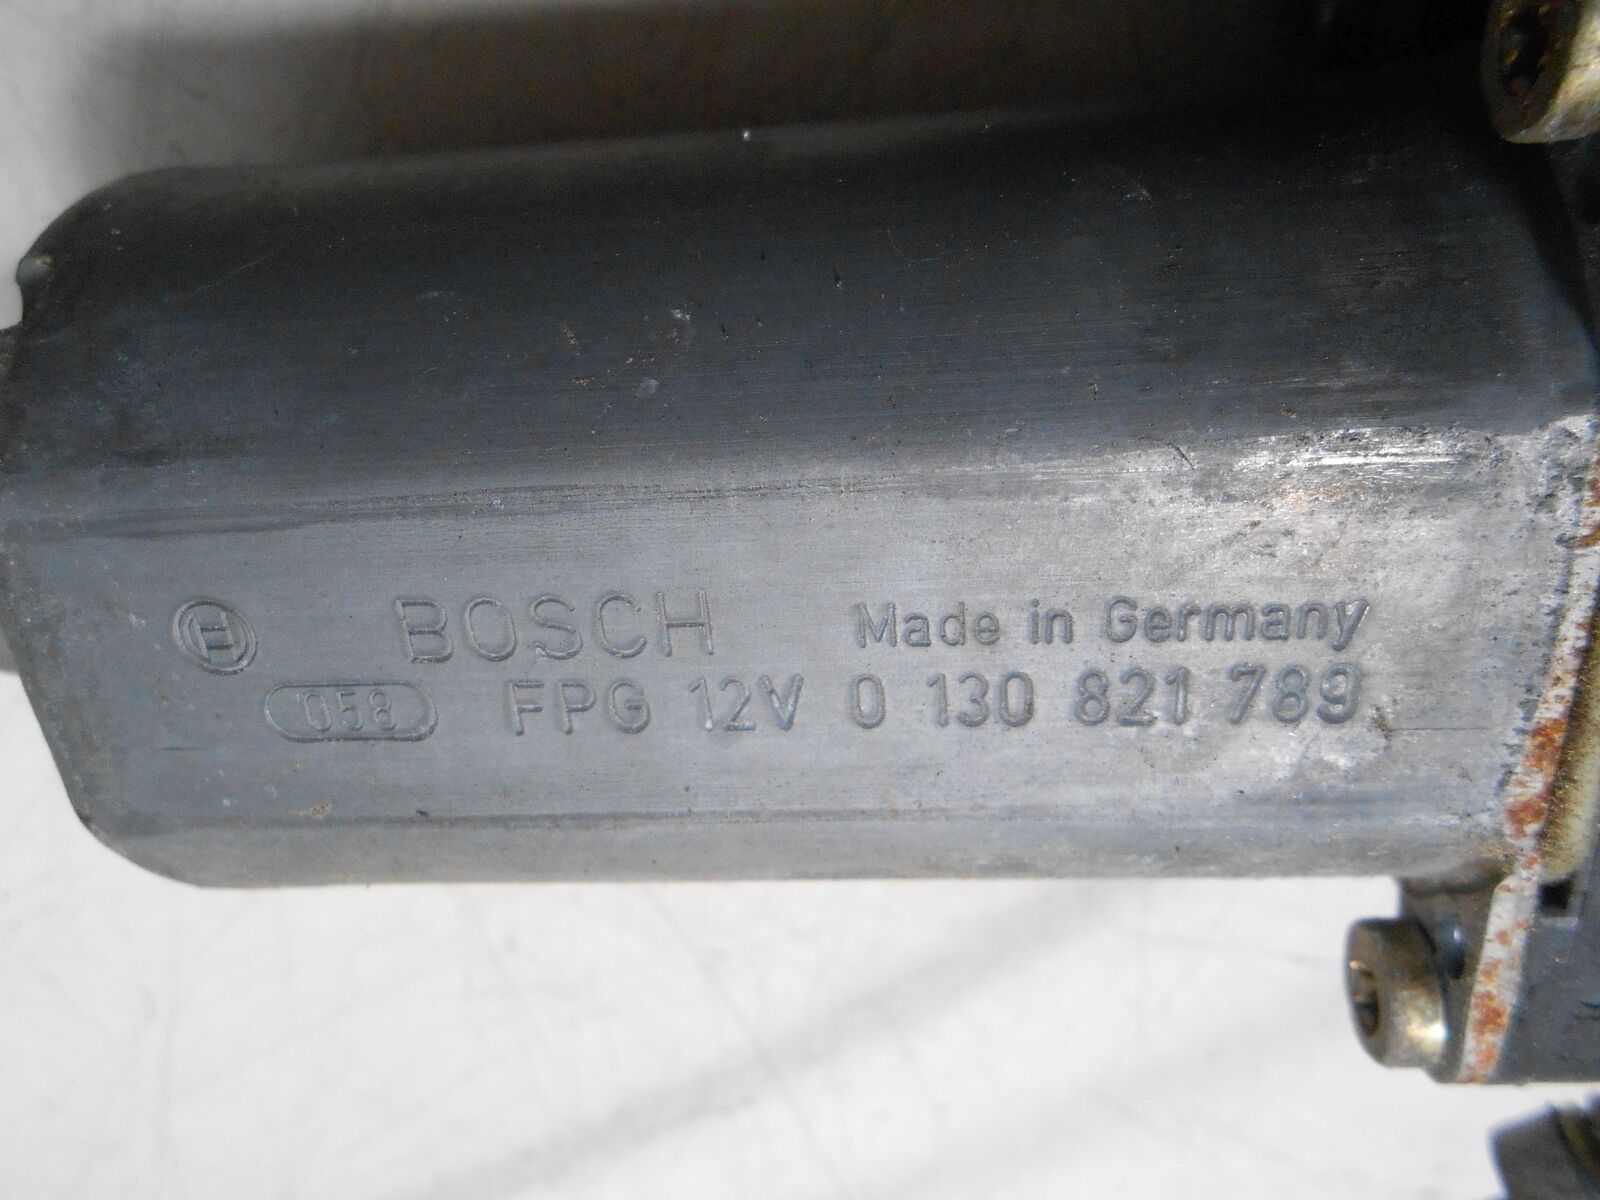 BOSCH Made in Germany
058 FPG 12V 0 130 821 789